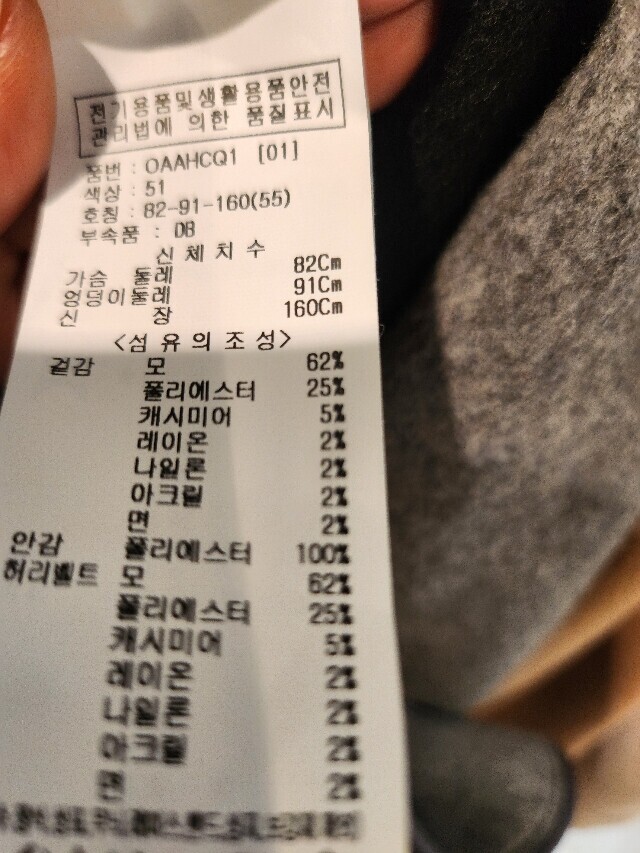 전기용품및생활용품안전
관리법에 의한 품질표시
품번 : OAAHCQ1 [01]
색상 : 51
호칭 : 82-91-160(55)
부속품 : DB
신체치수
가슴 둘레 82Cm
엉덩이둘레 91Cm
신 장 160Cm
<섬유의조성>
겉감 모 62%
폴리에스터 25%
캐시미어 5%
레이온 2%
나일론 2%
아크릴 2%
면 2%
안감 폴리에스터 100%
허리벨트 모 62%
폴리에스터 25%
캐시미어 5%
레이온 2%
나일론 2%
아크릴 2%
면 2%